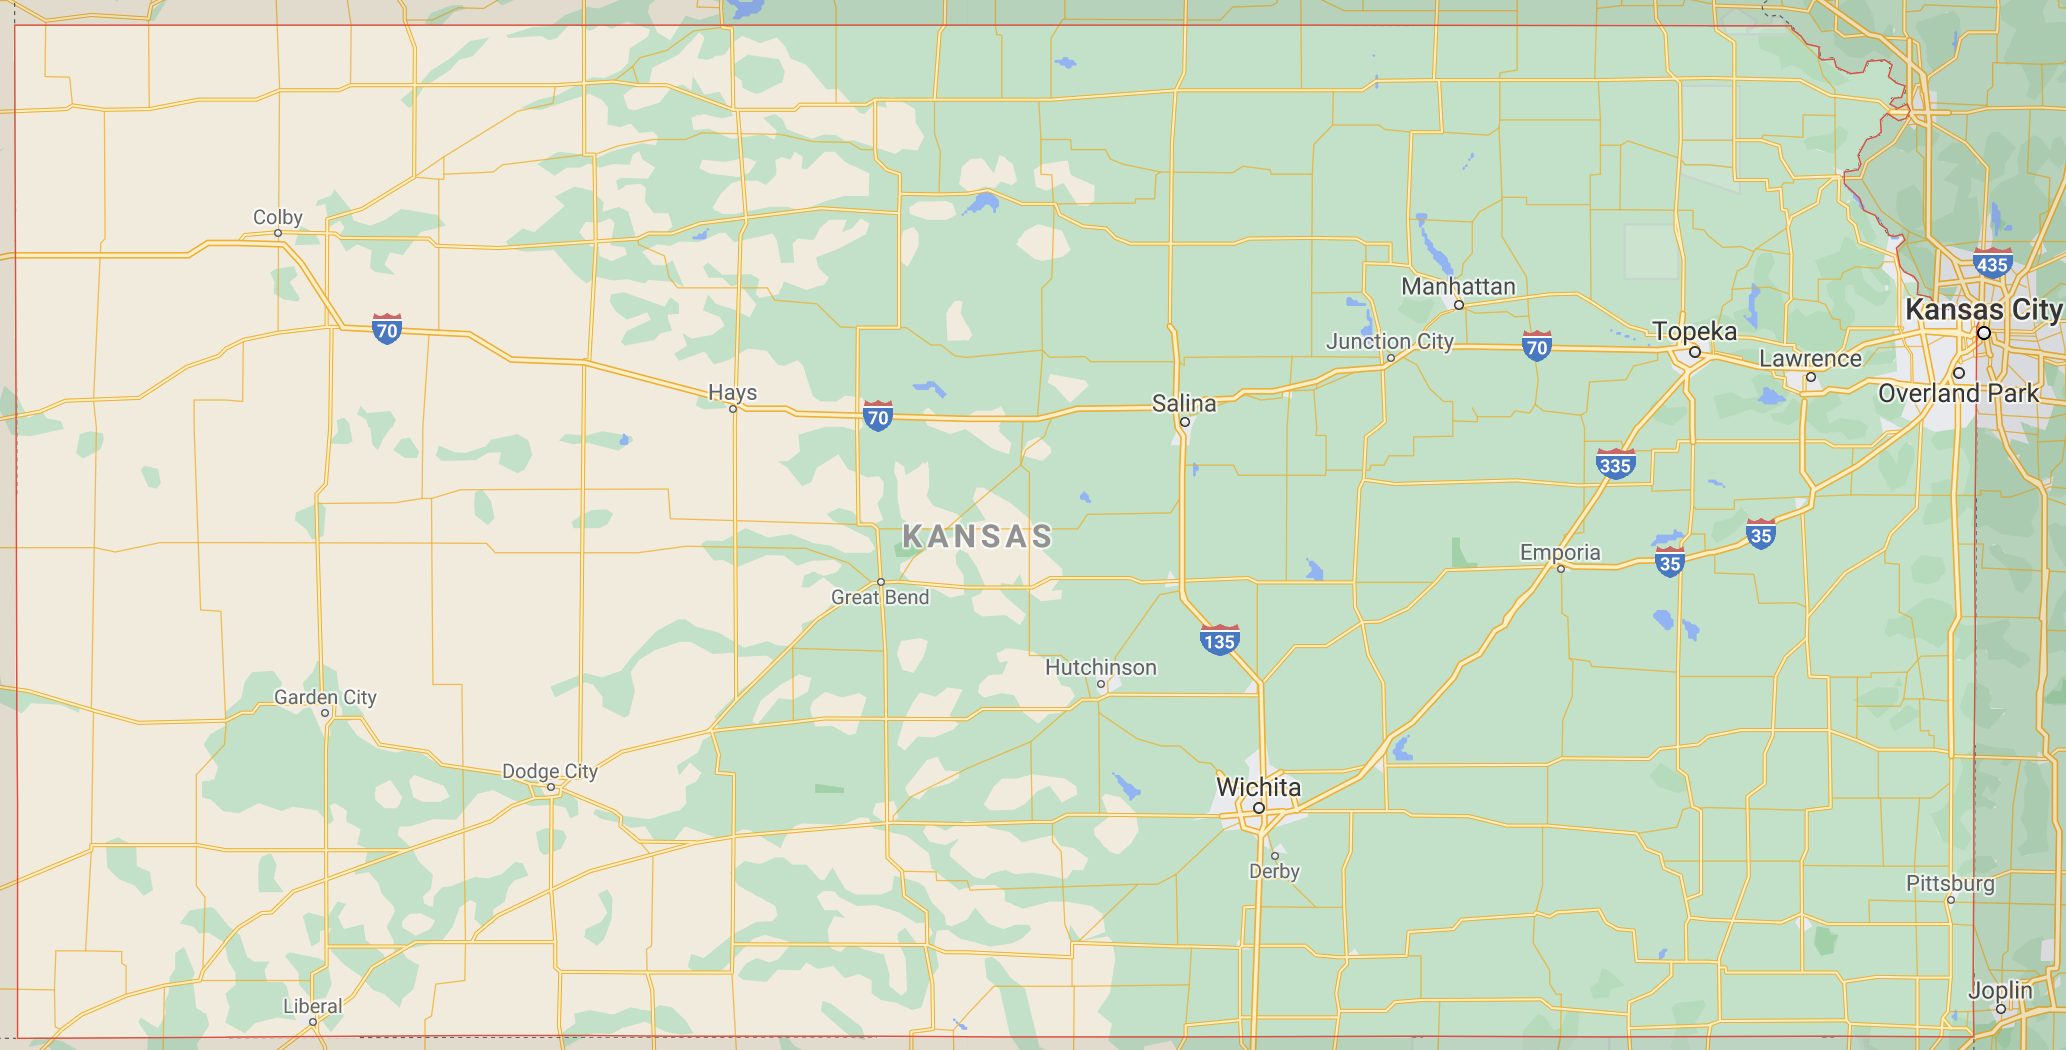 Colby
435
Manhattan
Kansas City
70
Junction City
70
Topeka
Lawrence
Overland Park
Hays
70
Salina
335
KANSAS
35
Emporia
35
Great Bend
135
Hutchinson
Garden City
Dodge City
Wichita
Derby
Pittsburg
Liberal
Joplin